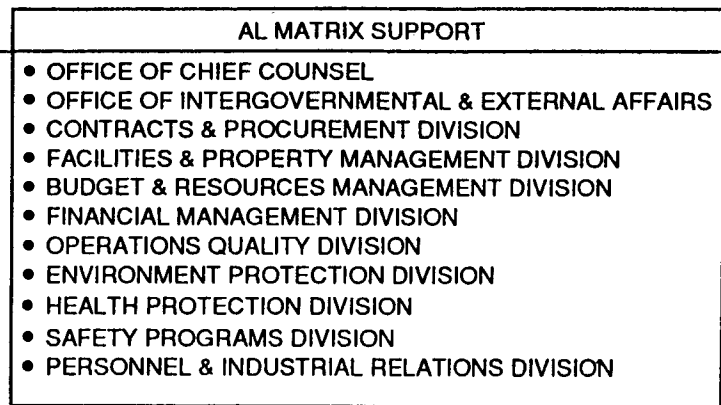 AL MATRIX SUPPORT
• OFFICE OF CHIEF COUNSEL
• OFFICE OF INTERGOVERNMENTAL & EXTERNAL AFFAIRS
• CONTRACTS & PROCUREMENT DIVISION
• FACILITIES & PROPERTY MANAGEMENT DIVISION
• BUDGET & RESOURCES MANAGEMENT DIVISION
• FINANCIAL MANAGEMENT DIVISION
• OPERATIONS QUALITY DIVISION
• ENVIRONMENT PROTECTION DIVISION
• HEALTH PROTECTION DIVISION
• SAFETY PROGRAMS DIVISION
• PERSONNEL & INDUSTRIAL RELATIONS DIVISION